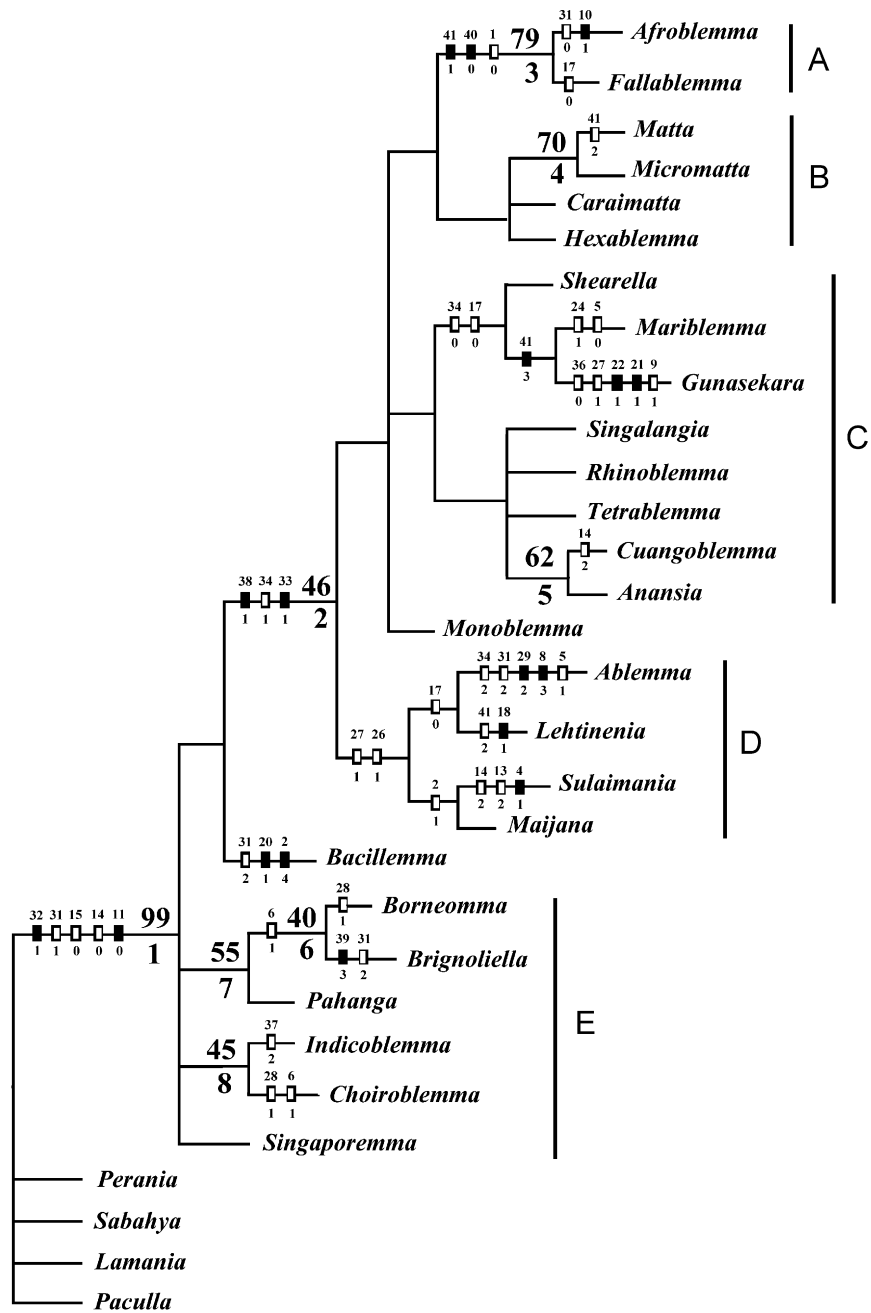 41 40 1 79 31 10 Afroblemma
1 0 0 3 0 1
17 Fallablemma
0
A
70 41 Matta
4 2
Micromatta
Caraimatta
Hexablemma
B
Shearella
34 17 24 5 Mariblemma
0 0 1 0
41 36 27 22 21 9 Gunasekara
3 0 1 1 1 1
Singalangia
C
Rhinoblemma
Tetrablemma
62 14 Cuangoblemma
5 2
Anansia
38 34 33 46
1 1 1 2
Monoblemma
34 31 29 8 5 Ablemma
2 2 2 3 1
17 41 18 Lehtinenia
0 2 1
D
27 26
1 1
2 14 13 4 Sulaimania
1 2 2 1
Maijana
31 20 2 Bacillemma
2 1 4
32 31 15 14 11 99
1 1 0 0 0 1
6 40 28 Borneomma
1 6 1
55 39 31 Brignoliella
7 3 2
Pahanga
E
45 37 Indicoblemma
8 2
28 6 Choiroblemma
1 1
Singaporemma
Perania
Sabahya
Lamania
Paculla